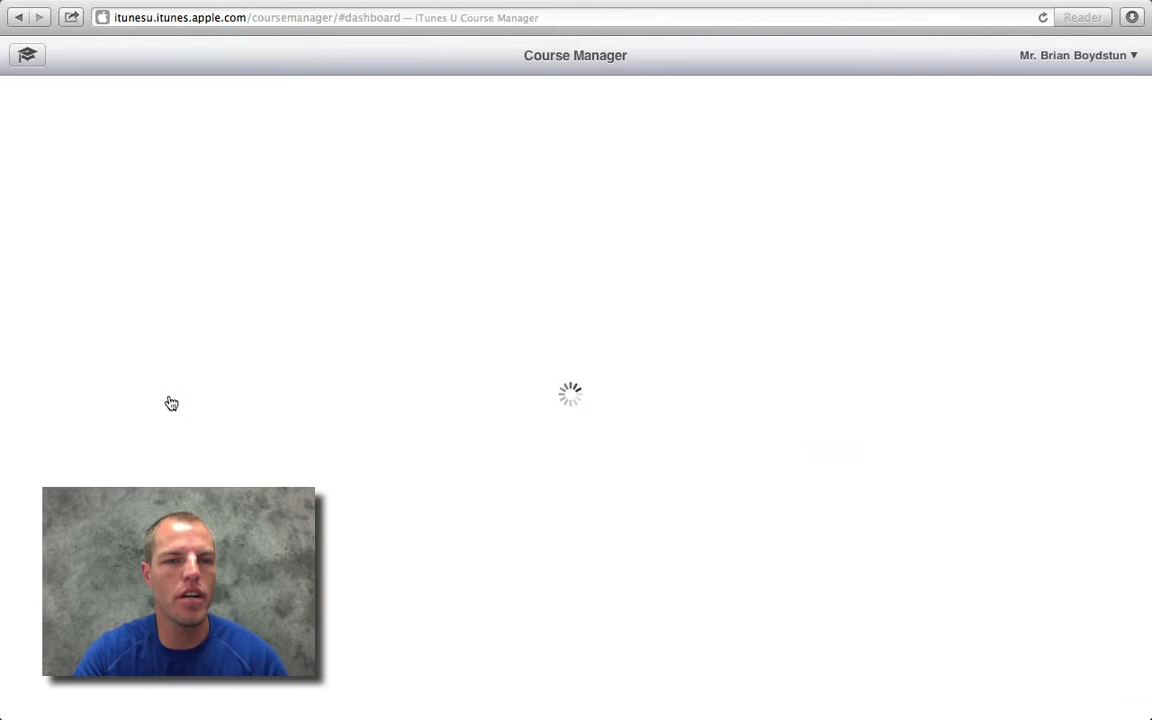 itunesu.itunes.apple.com/coursemanager/#dashboard — iTunes U Course Manager
Reader
Course Manager
Mr. Brian Boydstun ▼